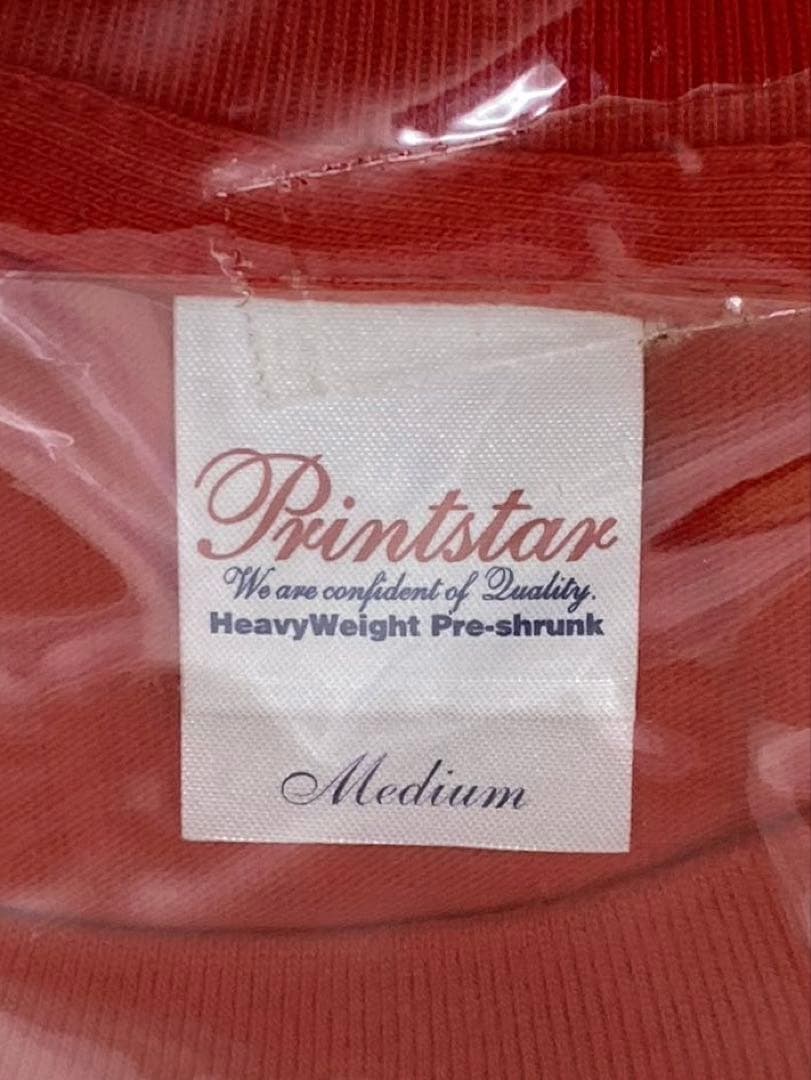 Printstar
We are confident of Quality.
HeavyWeight Pre-shrunk
Medium